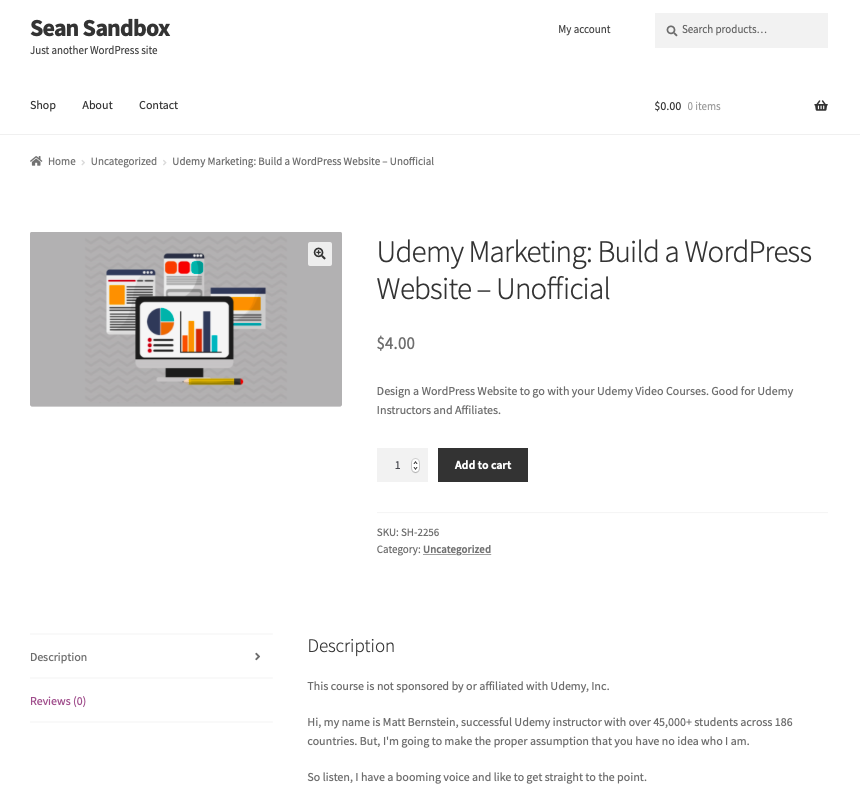 Sean Sandbox
Just another WordPress site
My account
Search products…
Shop
About
Contact
$0.00 0 items
Home › Uncategorized › Udemy Marketing: Build a WordPress Website – Unofficial
Udemy Marketing: Build a WordPress
Website – Unofficial
$4.00
Design a WordPress Website to go with your Udemy Video Courses. Good for Udemy
Instructors and Affiliates.
1
Add to cart
SKU: SH-2256
Category: Uncategorized
Description
Reviews (0)
Description
This course is not sponsored by or affiliated with Udemy, Inc.
Hi, my name is Matt Bernstein, successful Udemy instructor with over 45,000+ students across 186
countries. But, I'm going to make the proper assumption that you have no idea who I am.
So listen, I have a booming voice and like to get straight to the point.